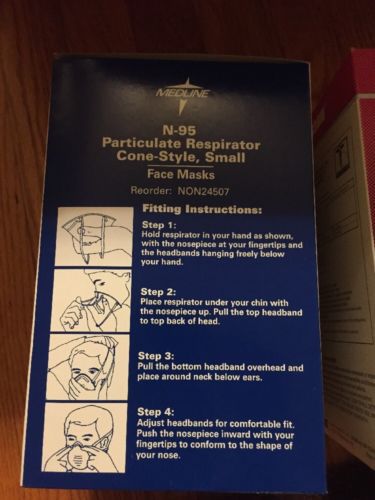 MEDLINE
N-95
Particulate Respirator
Cone-Style, Small
Face Masks
Reorder: NON24507
Fitting Instructions:
Step 1:
Hold respirator in your hand as shown,
with the nosepiece at your fingertips and
the headbands hanging freely below
your hand.
Step 2:
Place respirator under your chin with
the nosepiece up. Pull the top headband
to top back of head.
Step 3:
Pull the bottom headband overhead and
place around neck below ears.
Step 4:
Adjust headbands for comfortable fit.
Push the nosepiece inward with your
fingertips to conform to the shape of
your nose.